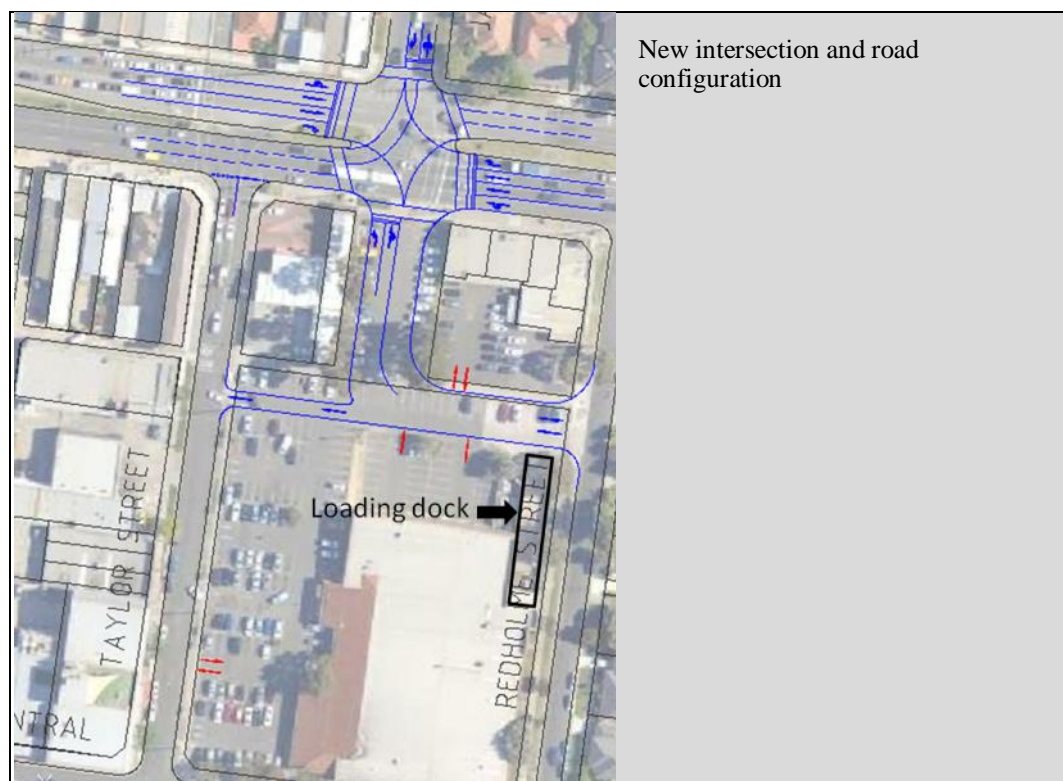 New intersection and road
configuration
TAYLOR STREET
Loading dock
REDHOLME STREET
NTRAL